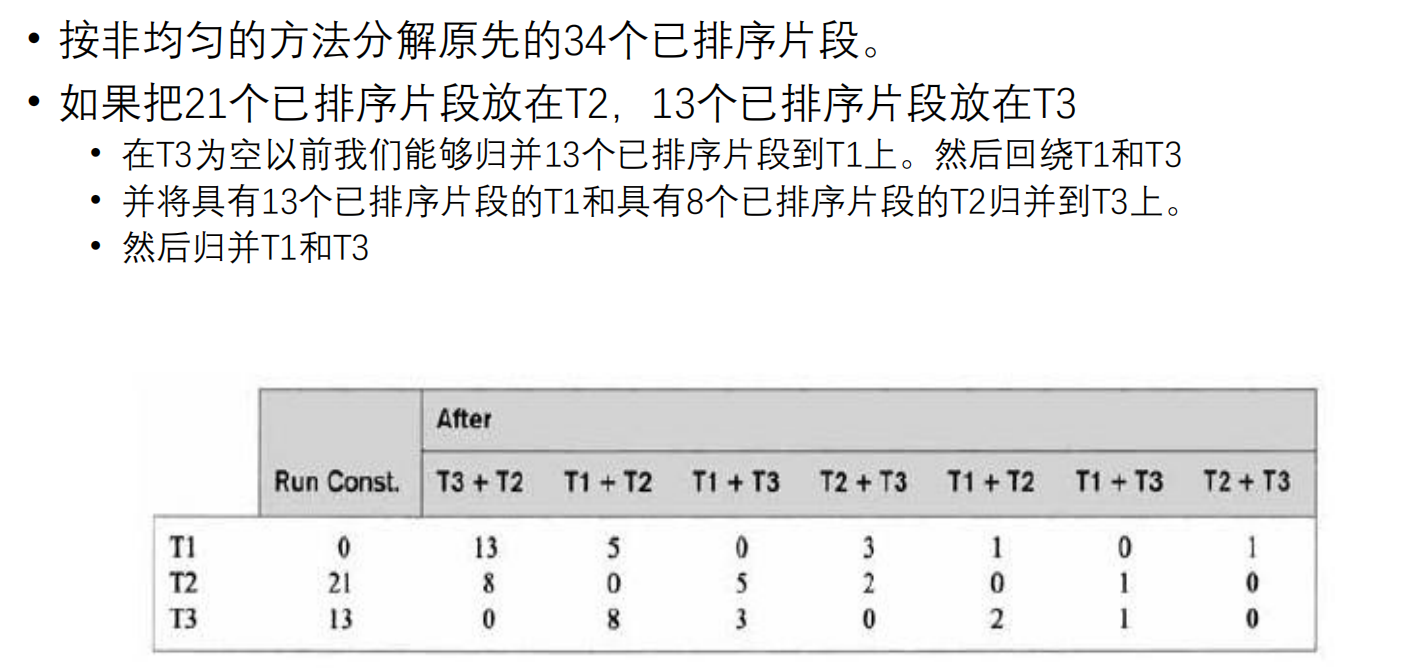 • 按非均匀的方法分解原先的34个已排序片段。
• 如果把21个已排序片段放在T2，13个已排序片段放在T3
• 在T3为空以前我们能够归并13个已排序片段到T1上。然后回绕T1和T3
• 并将具有13个已排序片段的T1和具有8个已排序片段的T2归并到T3上。
• 然后归并T1和T3
After
Run Const. T3 + T2 T1 + T2 T1 + T3 T2 + T3 T1 + T2 T1 + T3 T2 + T3
T1 0 13 5 0 3 1 0 1
T2 21 8 0 5 2 0 1 0
T3 13 0 8 3 0 2 1 0